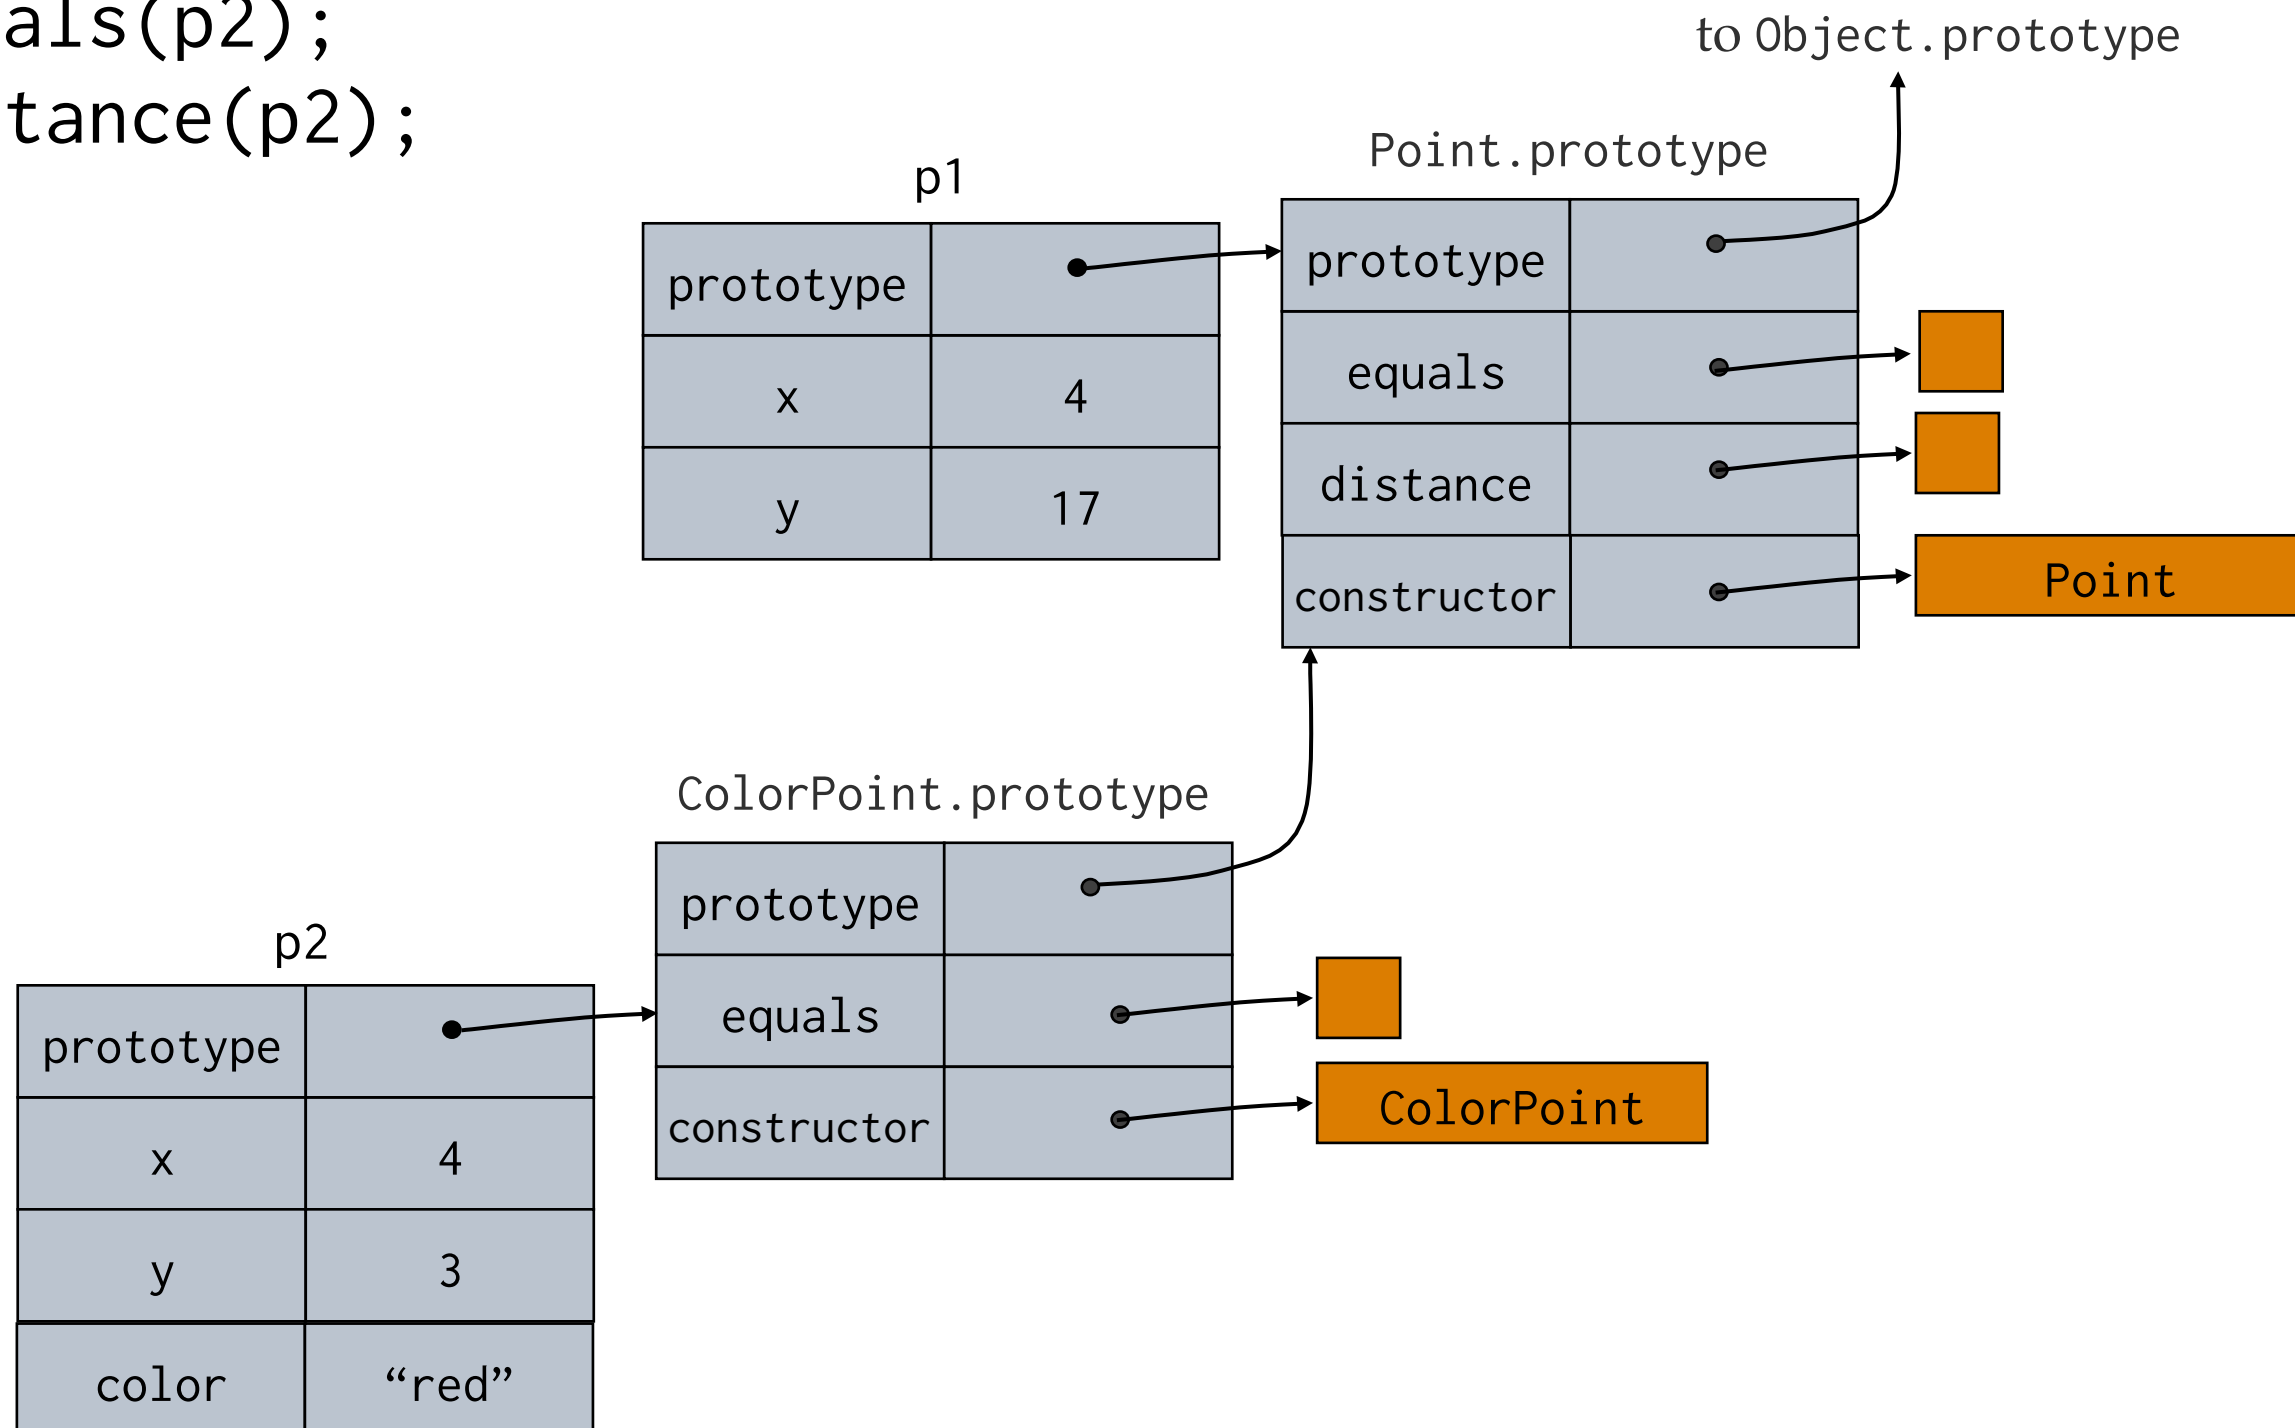 als(p2);
tance(p2);
to Object.prototype
Point.prototype
p1
prototype
x 4
y 17
prototype
equals
distance
constructor
Point
ColorPoint.prototype
prototype
equals
constructor
ColorPoint
p2
prototype
x 4
y 3
color “red”